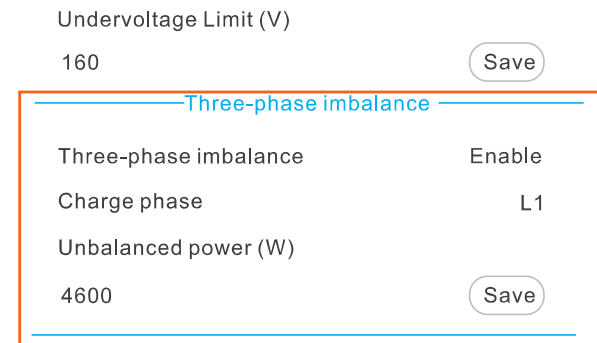 Undervoltage Limit (V)
160 Save
Three-phase imbalance
Three-phase imbalance Enable
Charge phase L1
Unbalanced power (W)
4600 Save